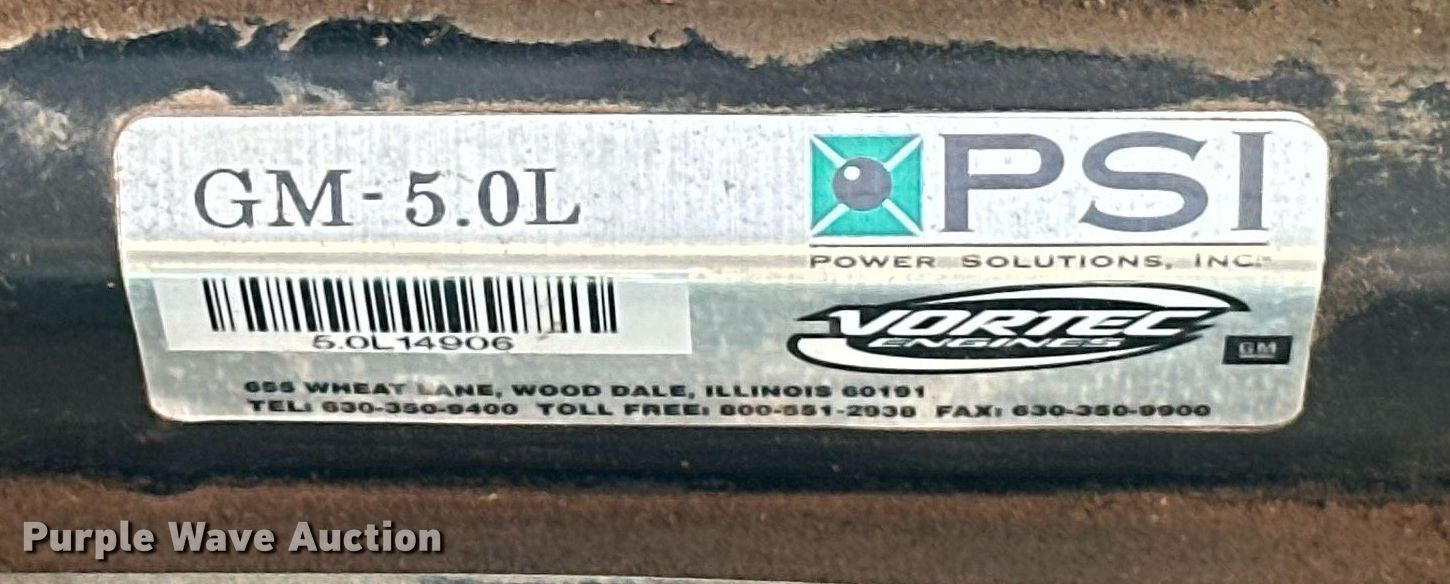 GM - 5.0L
PSI
POWER SOLUTIONS, INC.
5.0L14906
VORTEC
ENGINES
GM
655 WHEAT LANE, WOOD DALE, ILLINOIS 60191
TEL: 630-350-9400 TOLL FREE: 800-551-2938 FAX: 630-350-9900
Purple Wave Auction